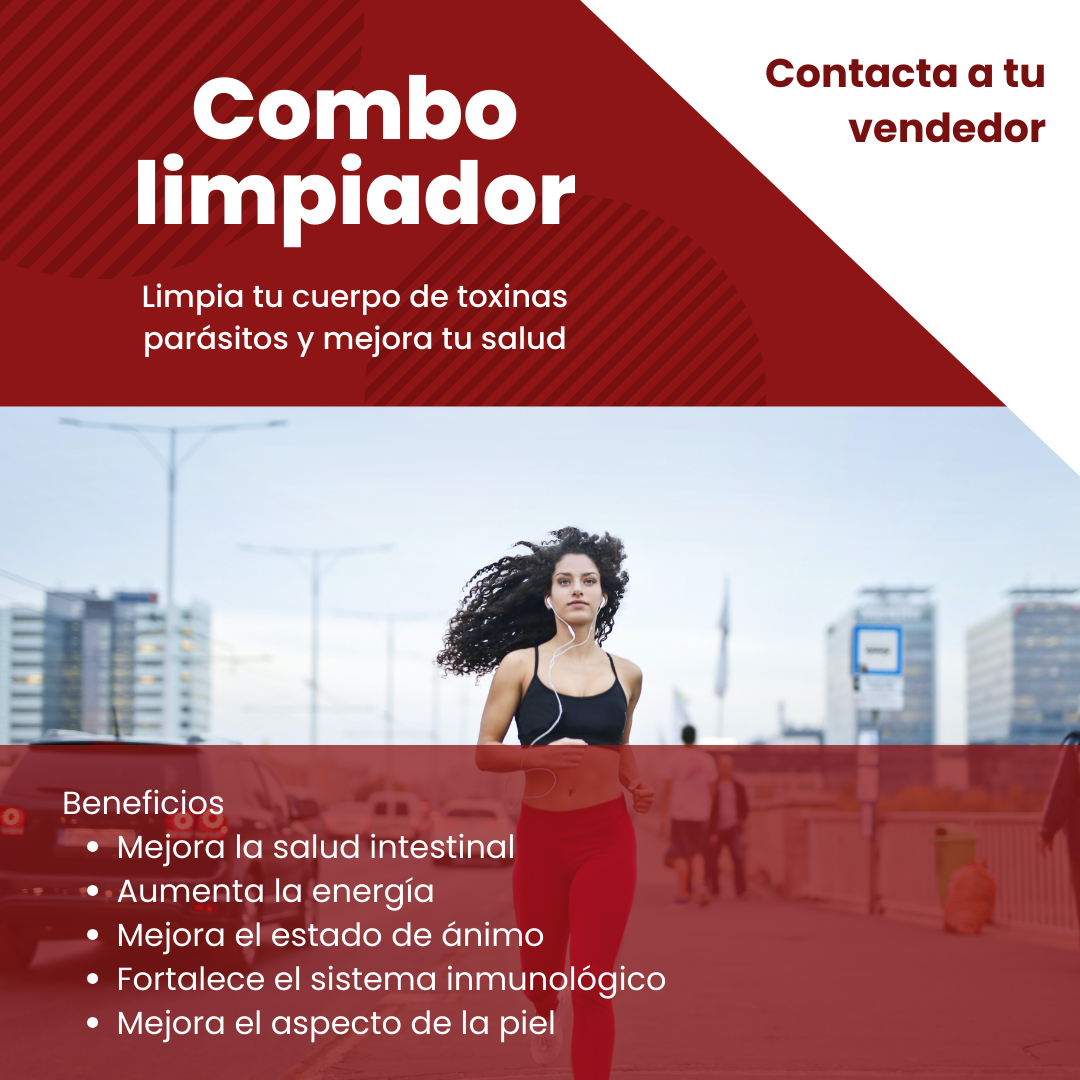 Combo
limpiador
Limpia tu cuerpo de toxinas
parásitos y mejora tu salud
Contacta a tu
vendedor
Beneficios
• Mejora la salud intestinal
• Aumenta la energía
• Mejora el estado de ánimo
• Fortalece el sistema inmunológico
• Mejora el aspecto de la piel